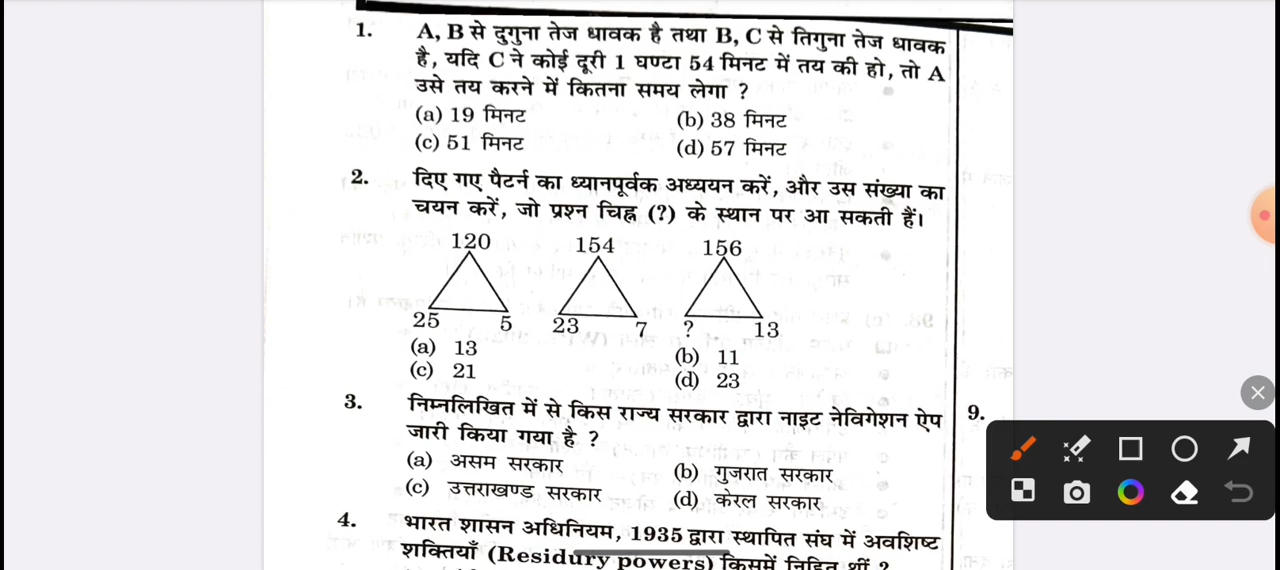 1. A, B से दुगुना तेज धावक है तथा B, C से तिगुना तेज धावक
है, यदि C ने कोई दूरी 1 घण्टा 54 मिनट में तय की हो, तो A
उसे तय करने में कितना समय लेगा ?
(a) 19 मिनट (b) 38 मिनट
(c) 51 मिनट (d) 57 मिनट
2. दिए गए पैटर्न का ध्यानपूर्वक अध्ययन करें, और उस संख्या का
चयन करें, जो प्रश्न चिह्न (?) के स्थान पर आ सकती हैं।
120 154 156
25 5 23 7 ? 13
(a) 13 (b) 11
(c) 21 (d) 23
3. निम्नलिखित में से किस राज्य सरकार द्वारा नाइट नेविगेशन ऐप
जारी किया गया है ?
(a) असम सरकार (b) गुजरात सरकार
(c) उत्तराखण्ड सरकार (d) केरल सरकार
4. भारत शासन अधिनियम, 1935 द्वारा स्थापित संघ में अवशिष्ट
शक्तियाँ (Residury powers) किसमें निहित थीं ?
9.